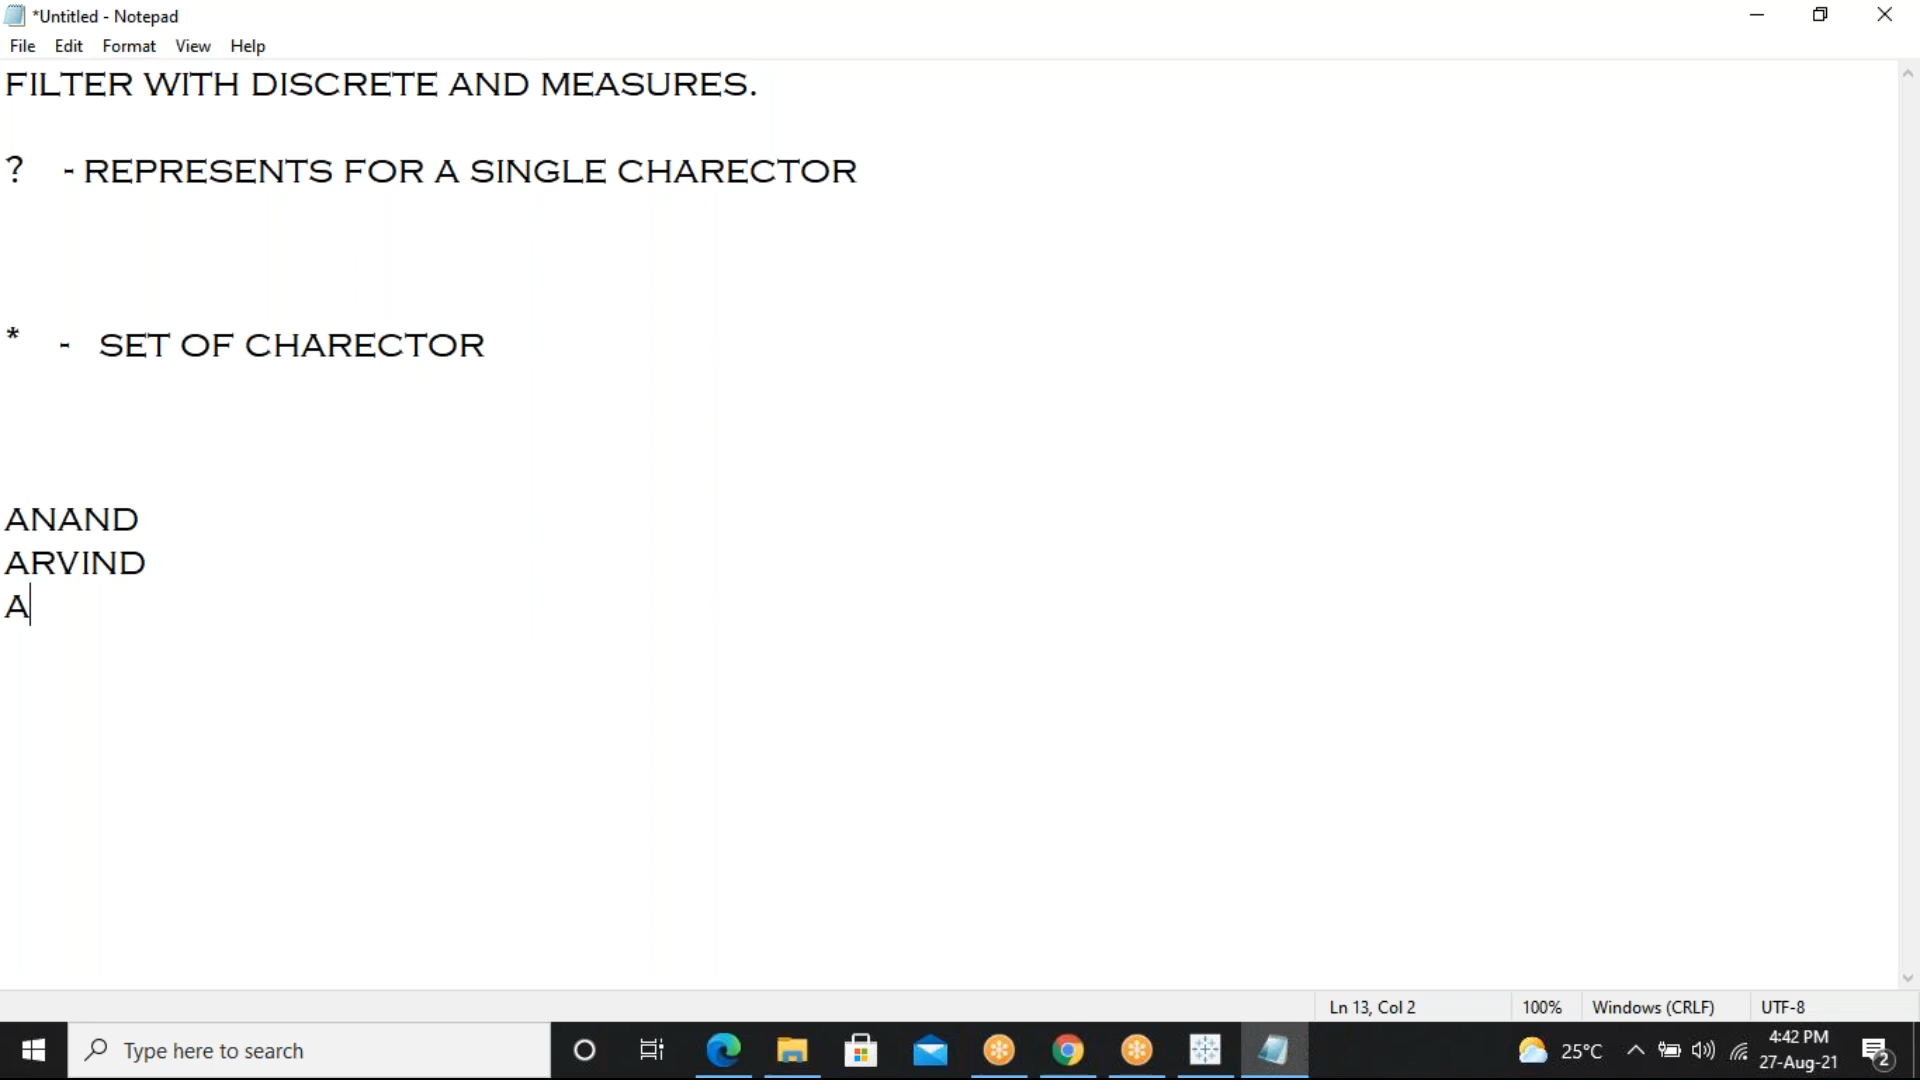 *Untitled - Notepad
File Edit Format View Help
FILTER WITH DISCRETE AND MEASURES.
? - REPRESENTS FOR A SINGLE CHARECTOR
* - SET OF CHARECTOR
ANAND
ARVIND
A
Ln 13, Col 2 100% Windows (CRLF) UTF-8
Type here to search
25°C
4:42 PM
27-Aug-21
2